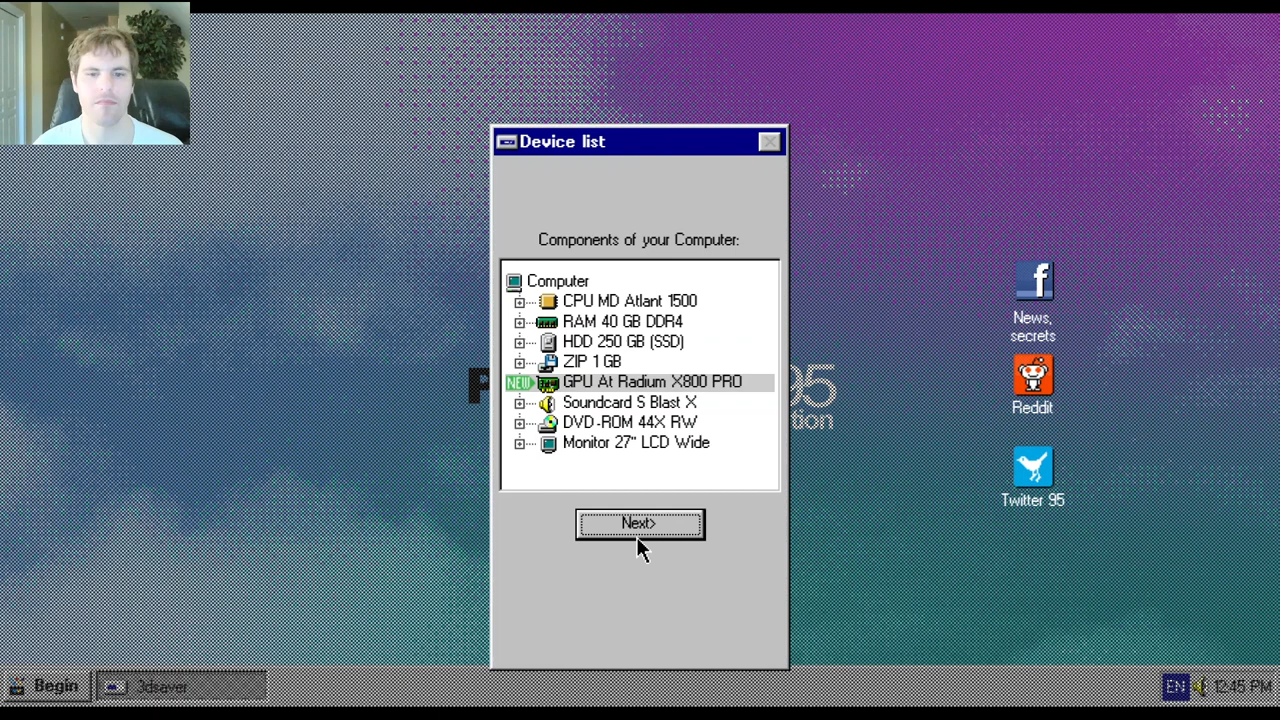 Device list
Components of your Computer:
Computer
CPU MD Atlant 1500
RAM 40 GB DDR4
HDD 250 GB (SSD)
ZIP 1 GB
NEW GPU At Radium X800 PRO
Soundcard S Blast X
DVD-ROM 44X RW
Monitor 27" LCD Wide
Next>
P
95
tion
f
News,
secrets
Reddit
Twitter 95
Begin
3dsaver
EN
12:45 PM